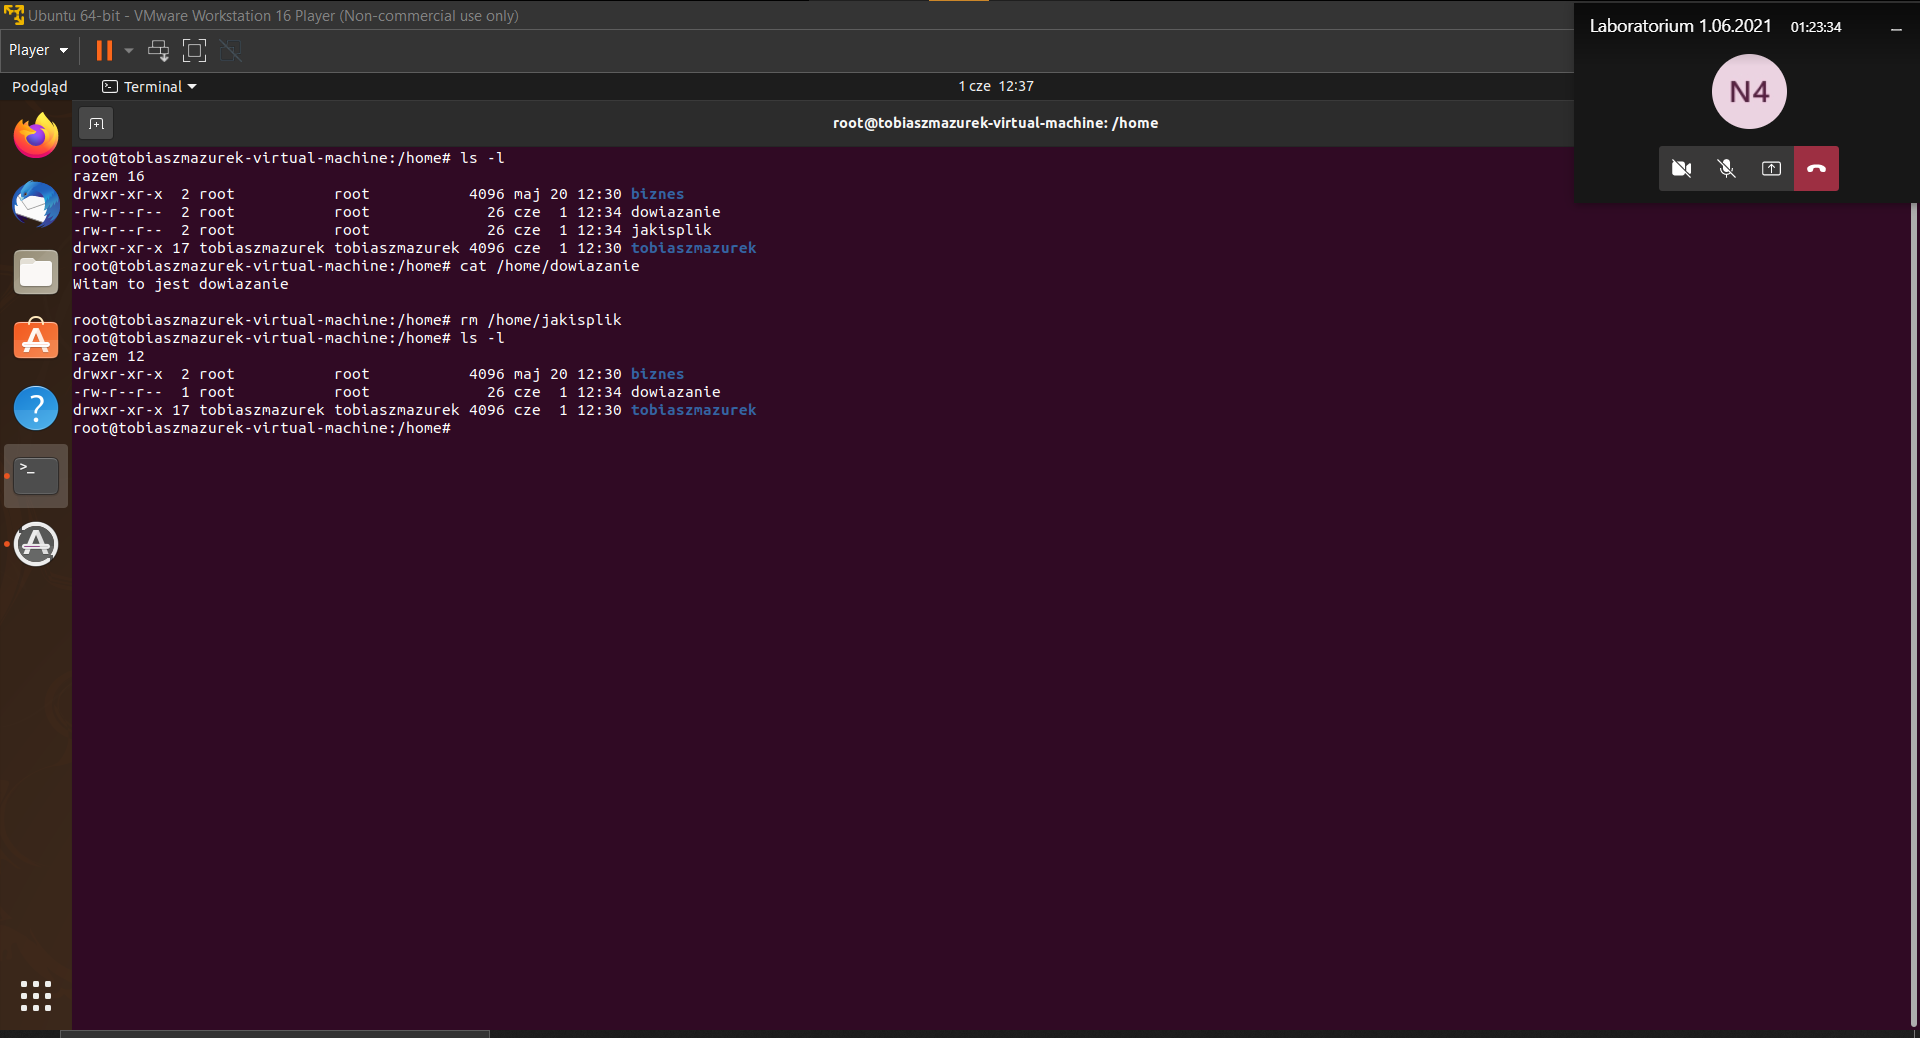 Ubuntu 64-bit - VMware Workstation 16 Player (Non-commercial use only)
Player
Laboratorium 1.06.2021 01:23:34
N4
Podgląd Terminal 1 cze 12:37
root@tobiaszmazurek-virtual-machine: /home
root@tobiaszmazurek-virtual-machine:/home# ls -l
razem 16
drwxr-xr-x  2 root           root           4096 maj 20 12:30 biznes
-rw-r--r--  2 root           root             26 cze  1 12:34 dowiazanie
-rw-r--r--  2 root           root             26 cze  1 12:34 jakisplik
drwxr-xr-x 17 tobiaszmazurek tobiaszmazurek 4096 cze  1 12:30 tobiaszmazurek
root@tobiaszmazurek-virtual-machine:/home# cat /home/dowiazanie
Witam to jest dowiazanie
root@tobiaszmazurek-virtual-machine:/home# rm /home/jakisplik
root@tobiaszmazurek-virtual-machine:/home# ls -l
razem 12
drwxr-xr-x  2 root           root           4096 maj 20 12:30 biznes
-rw-r--r--  1 root           root             26 cze  1 12:34 dowiazanie
drwxr-xr-x 17 tobiaszmazurek tobiaszmazurek 4096 cze  1 12:30 tobiaszmazurek
root@tobiaszmazurek-virtual-machine:/home#